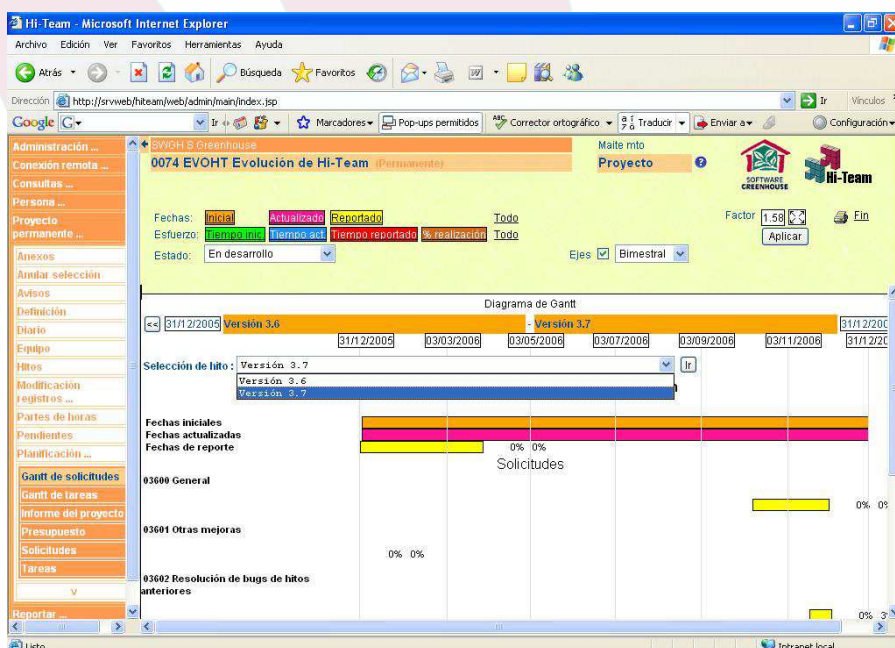 Hi-Team - Microsoft Internet Explorer
Archivo Edición Ver Favoritos Herramientas Ayuda
Atrás Búsqueda Favoritos
Dirección http://srvweb/hiteam/web/admin/main/index.jsp Ir Vínculos
Google G Ir Marcadores Pop-ups permitidos Corrector ortográfico Traducir Enviar a Configuración
Administración ...
Conexión remota ...
Consultas ...
Persona ...
Proyecto
permanente ...
Anexos
Anular selección
Avisos
Definición
Diario
Equipo
Hitos
Modificación
registros ...
Partes de horas
Pendientes
Planificación ...
Gantt de solicitudes
Gantt de tareas
Informe del proyecto
Presupuesto
Solicitudes
Tareas
v
Reportar ...
SWGH S Greenhouse Maite mto
0074 EVOHT Evolución de Hi-Team (Permanente) Proyecto
SOFTWARE
GREENHOUSE
Hi-Team
Fechas: Inicial Actualizado Reportado Todo Factor 1.58 Fin
Esfuerzo: Tiempo inic. Tiempo act. Tiempo reportado % realización Todo Aplicar
Estado: En desarrollo Ejes Bimestral
Diagrama de Gantt
<< 31/12/2005 Versión 3.6 - Versión 3.7 31/12/200
31/12/2005 03/03/2006 03/05/2006 03/07/2006 03/09/2006 03/11/2006 31/12/20
Selección de hito : Versión 3.7 Ir
Versión 3.6
Versión 3.7
Fechas iniciales
Fechas actualizadas
Fechas de reporte 0% 0%
Solicitudes
03600 General
0% 0%
03601 Otras mejoras
0% 0%
03602 Resolución de bugs de hitos
anteriores
0% 3
Listo Intranet local